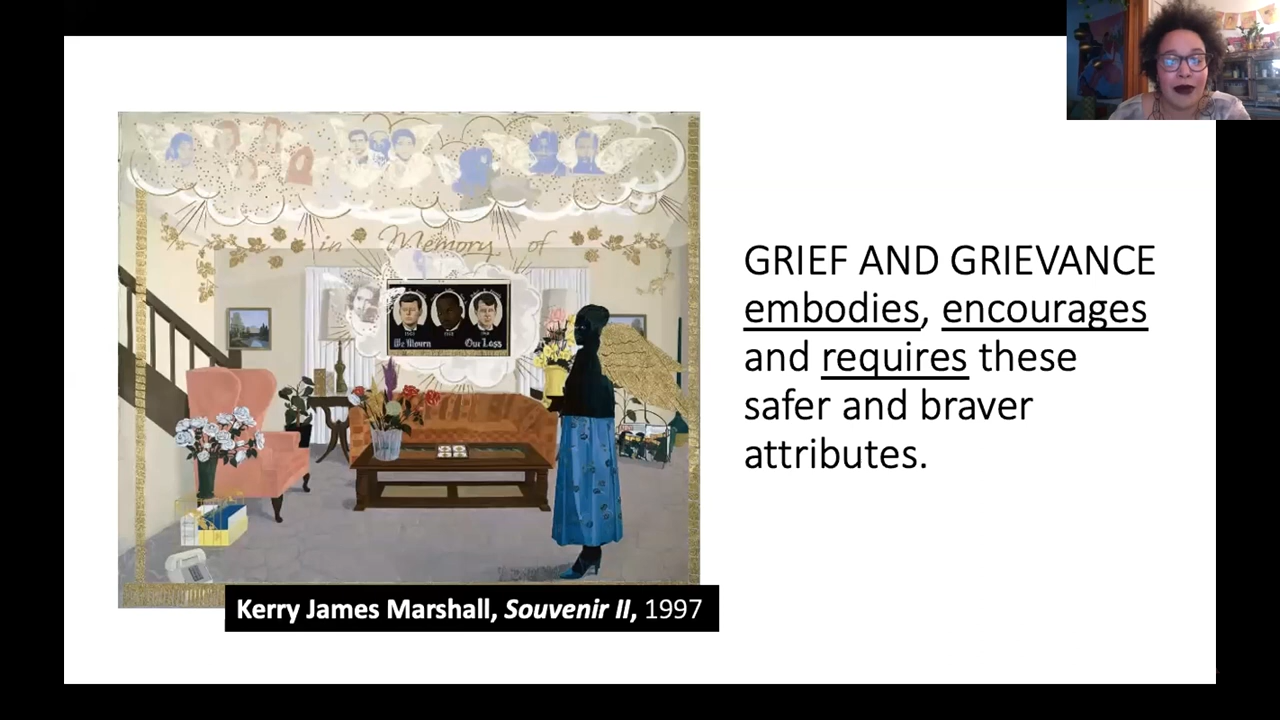 in Memory of
We Mourn Our Loss
GRIEF AND GRIEVANCE
embodies, encourages
and requires these
safer and braver
attributes.
Kerry James Marshall, Souvenir II, 1997